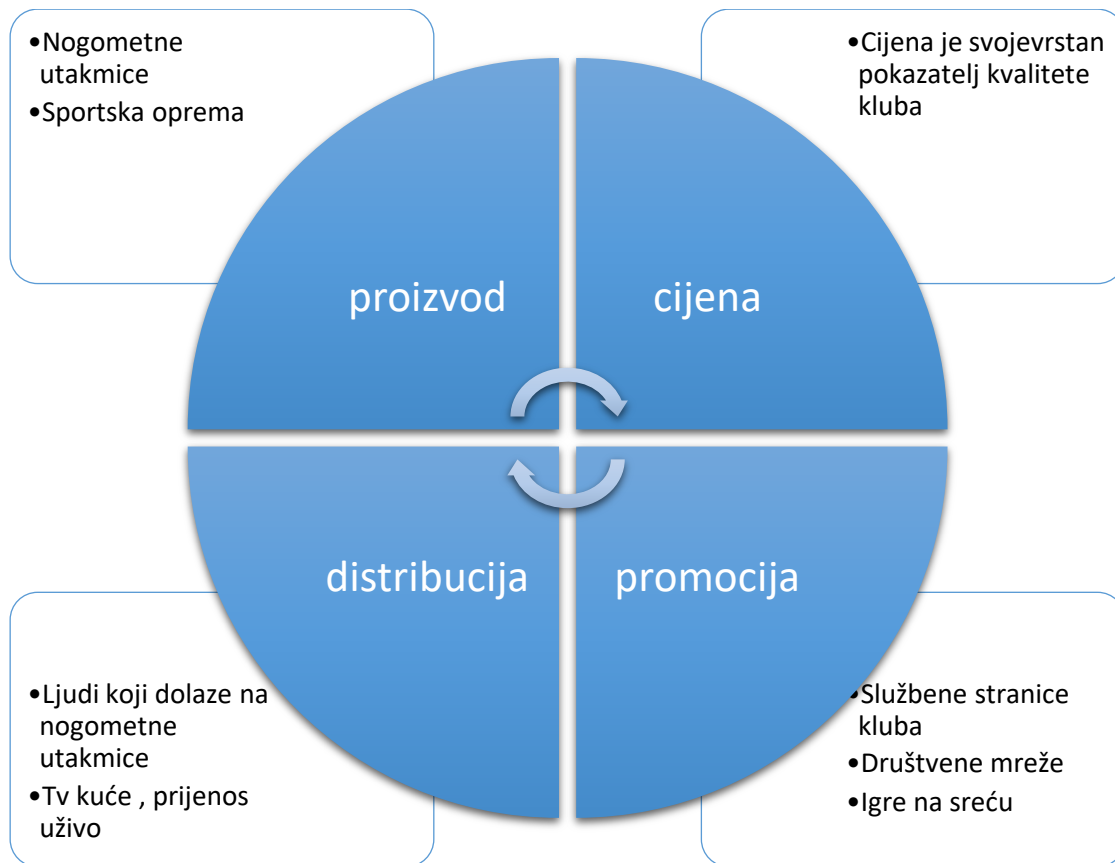 •Nogometne
utakmice
•Sportska oprema
•Cijena je svojevrstan
pokazatelj kvalitete
kluba
proizvod
cijena
distribucija
promocija
•Ljudi koji dolaze na
nogometne
utakmice
•Tv kuće , prijenos
uživo
•Službene stranice
kluba
•Društvene mreže
•Igre na sreću